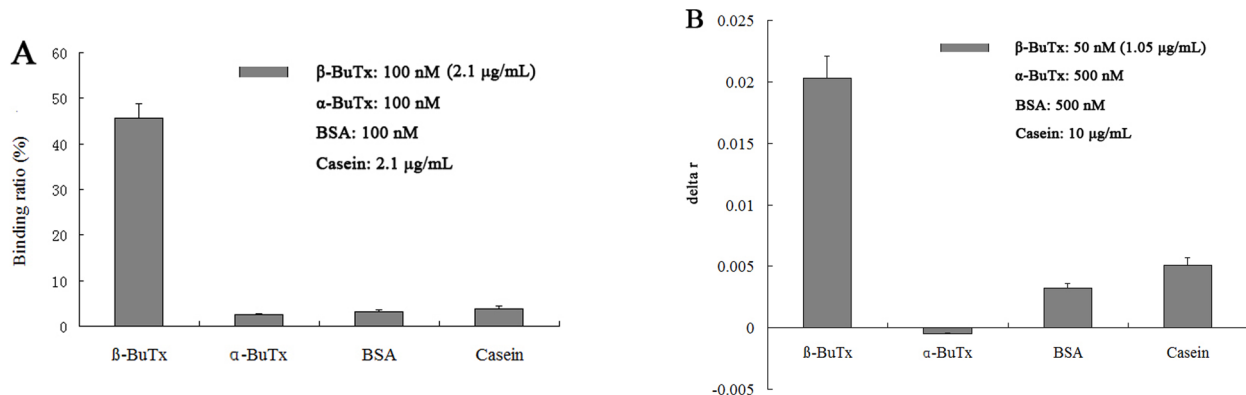 A
60
50
40
30
20
10
0
Binding ratio (%)
β-BuTx: 100 nM (2.1 µg/mL)
α-BuTx: 100 nM
BSA: 100 nM
Casein: 2.1 µg/mL
ß-BuTx
α-BuTx
BSA
Casein
B
0.025
0.02
0.015
0.01
0.005
0
-0.005
delta r
β-BuTx: 50 nM (1.05 µg/mL)
α-BuTx: 500 nM
BSA: 500 nM
Casein: 10 µg/mL
ß-BuTx
α-BuTx
BSA
Casein